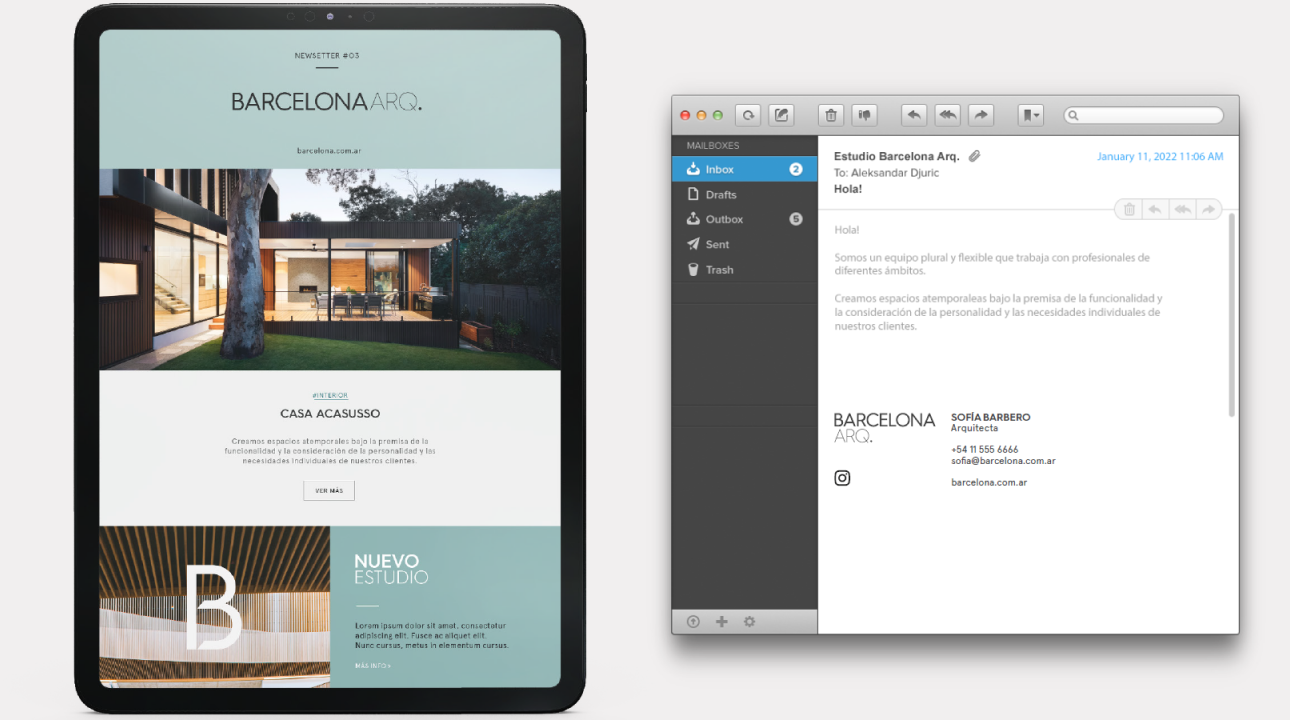 NEWSETTER #03
BARCELONA ARQ.
barcelona.com.ar
#INTERIOR
CASA ACASUSSO
Creamos espacios atemporales bajo la premisa de la
funcionalidad y la consideración de la personalidad y las
necesidades individuales de nuestros clientes.
VER MÁS
B
NUEVO
ESTUDIO
Lorem ipsum dolor sit amet, consectetur
adipiscing elit. Fusce ac aliquet elit.
Nunc cursus, metus in elementum cursus.
MÁS INFO >
MAILBOXES
Inbox 2
Drafts
Outbox 5
Sent
Trash
Estudio Barcelona Arq.
January 11, 2022 11:06 AM
To: Aleksandar Djuric
Hola!
Hola!
Somos un equipo plural y flexible que trabaja con profesionales de
diferentes ámbitos.
Creamos espacios atemporaleas bajo la premisa de la funcionalidad y
la consideración de la personalidad y las necesidades individuales de
nuestros clientes.
BARCELONA
ARQ.
SOFÍA BARBERO
Arquitecta
+54 11 555 6666
sofia@barcelona.com.ar
barcelona.com.ar